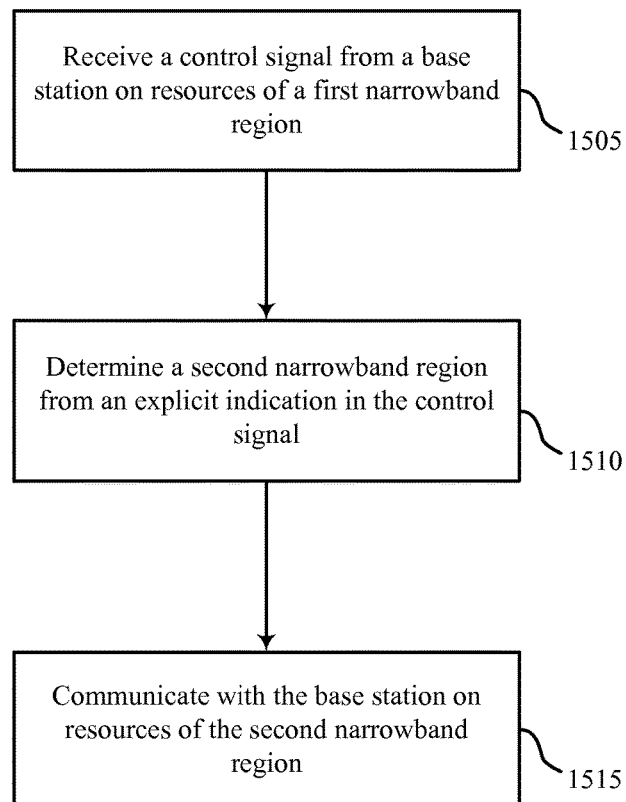 Receive a control signal from a base
station on resources of a first narrowband
region
1505
Determine a second narrowband region
from an explicit indication in the control
signal
1510
Communicate with the base station on
resources of the second narrowband
region
1515